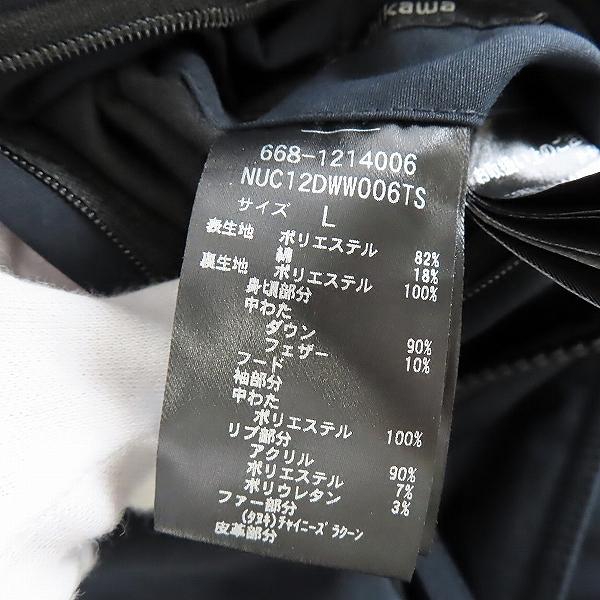 kawa
668-1214006
NUC12DWW006TS
サイズ L
表生地 ポリエステル 82%
綿 18%
裏生地 ポリエステル 100%
身頃部分
中わた
ダウン 90%
フェザー 10%
フード
袖部分
中わた
ポリエステル 100%
リブ部分
アクリル 90%
ポリエステル 7%
ポリウレタン 3%
ファー部分
(タヌキ)チャイニーズ ラクーン
皮革部分